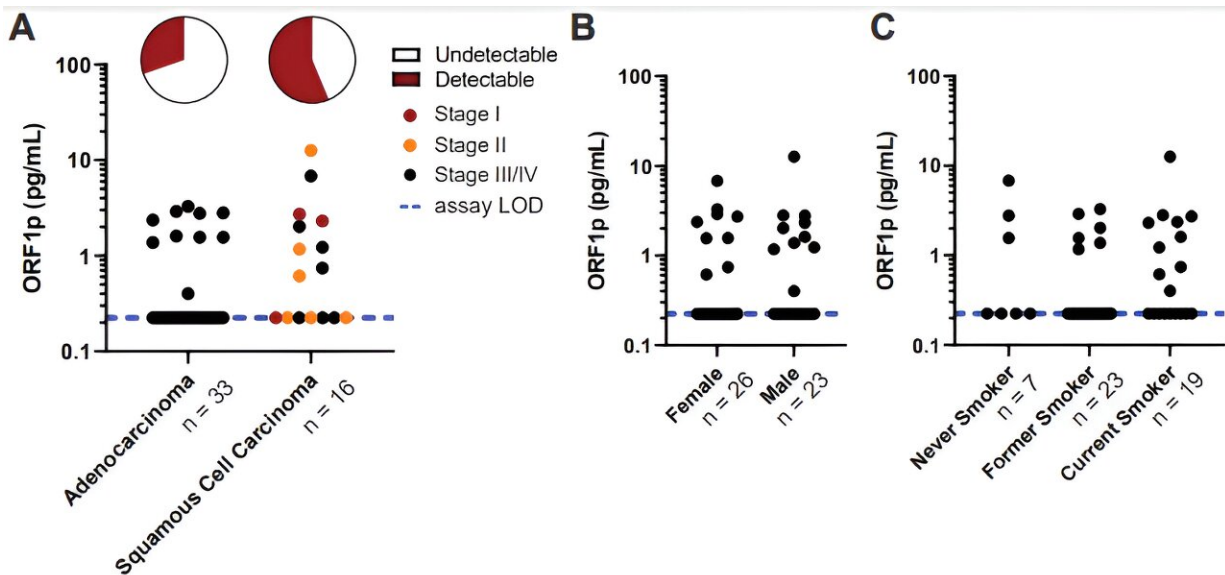 A
Undetectable
Detectable
Stage I
Stage II
Stage III/IV
assay LOD
ORF1p (pg/mL)
100
10
1
0.1
Adenocarcinoma
n = 33
Squamous Cell Carcinoma
n = 16
B
ORF1p (pg/mL)
100
10
1
0.1
Female
n = 26
Male
n = 23
C
ORF1p (pg/mL)
100
10
1
0.1
Never Smoker
n = 7
Former Smoker
n = 23
Current Smoker
n = 19